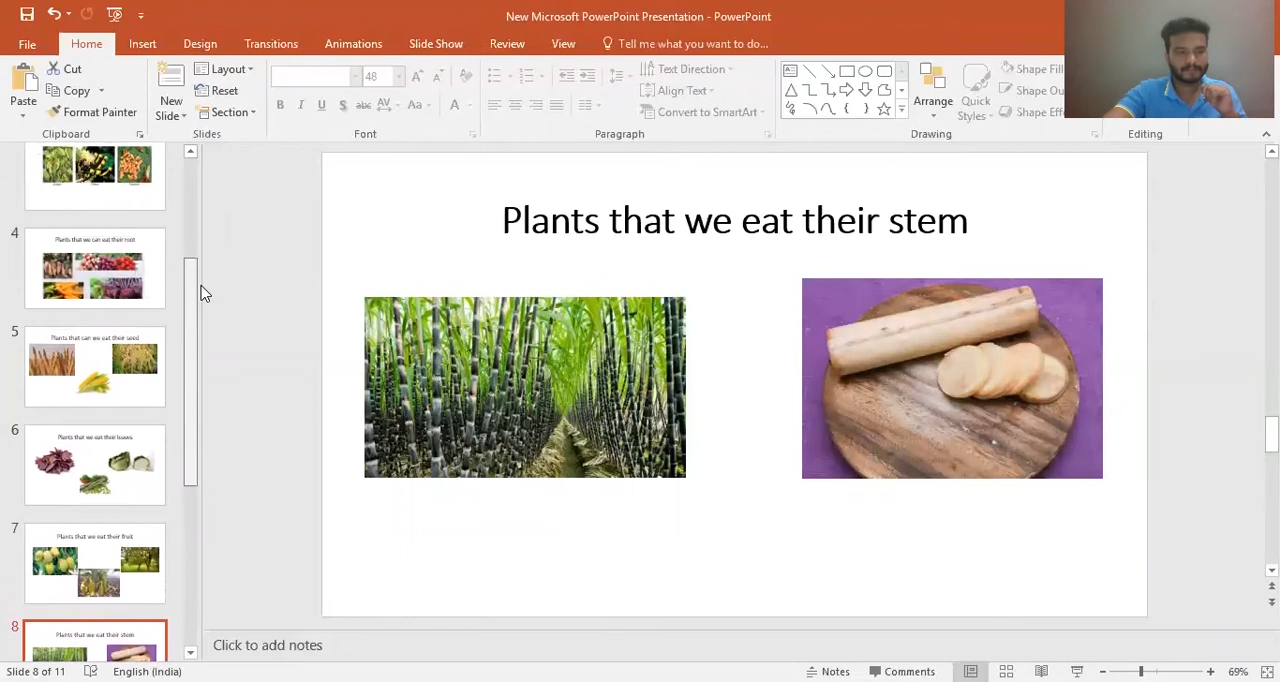 New Microsoft PowerPoint Presentation - PowerPoint
File Home Insert Design Transitions Animations Slide Show Review View Tell me what you want to do...
Paste
Cut
Copy
Format Painter
Clipboard
New Slide
Layout
Reset
Section
Slides
48
B I U S abc AV Aa A
Font
Text Direction
Align Text
Convert to SmartArt
Paragraph
Arrange
Quick Styles
Shape Fill
Shape Ou
Shape Effe
Drawing
Editing
4
Plants that we can eat their root
5
Plants that can we eat their seed
6
Plants that we eat their leaves
7
Plants that we eat their fruit
8
Plants that we eat their stem
Plants that we eat their stem
Click to add notes
Slide 8 of 11 English (India) Notes Comments 69%